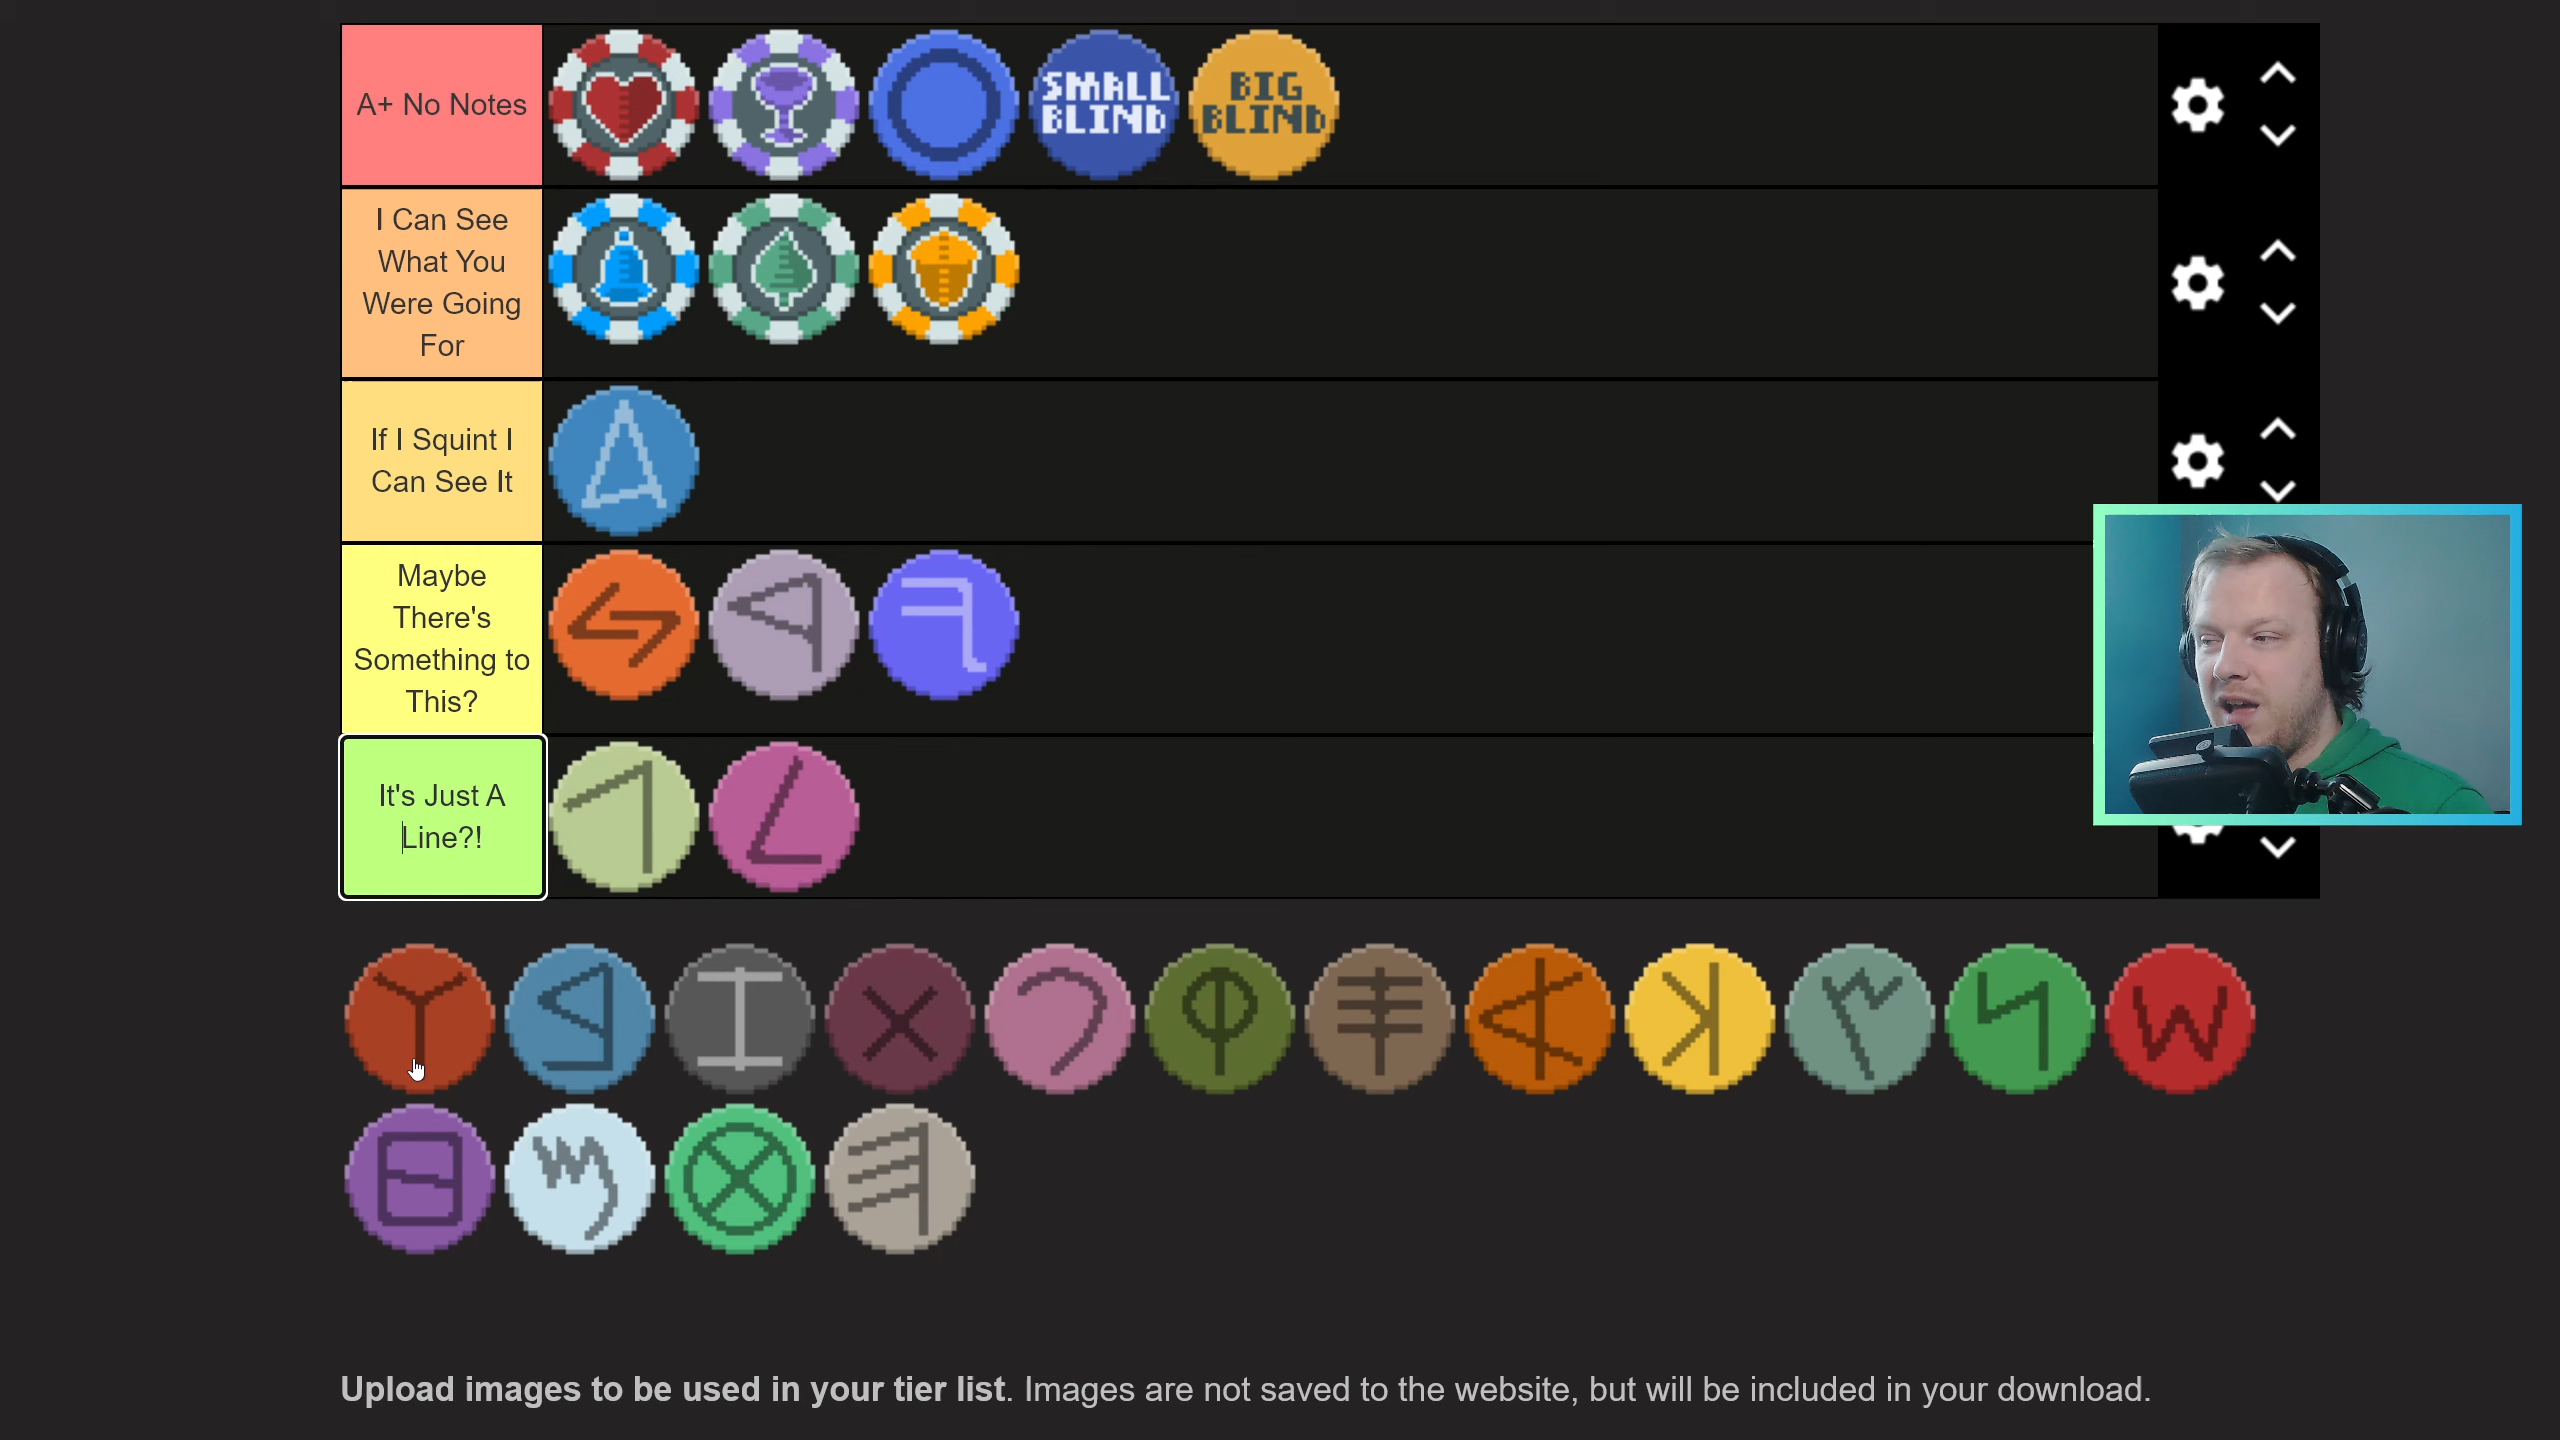 A+ No Notes
SMALL
BLIND
BIG
BLIND
I Can See
What You
Were Going
For
If I Squint I
Can See It
Maybe
There's
Something to
This?
It's Just A
Line?!
Upload images to be used in your tier list. Images are not saved to the website, but will be included in your download.